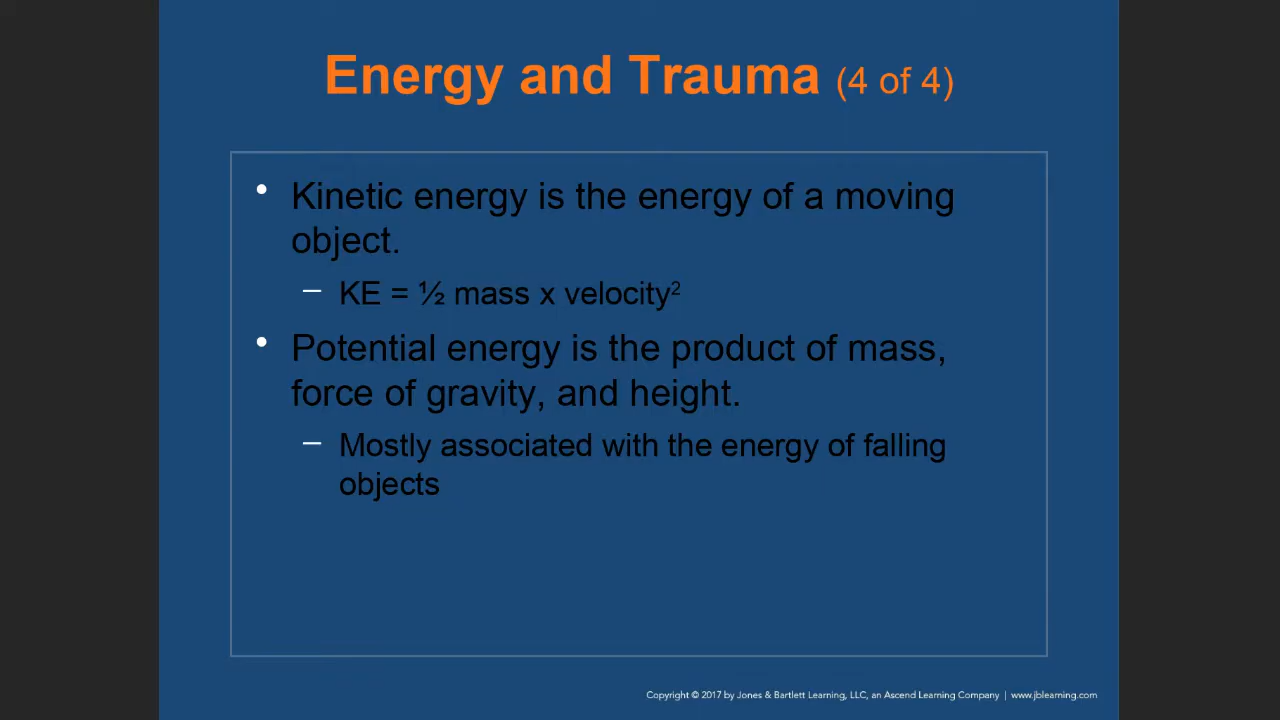 Energy and Trauma (4 of 4)
• Kinetic energy is the energy of a moving
object.
– KE = ½ mass x velocity²
• Potential energy is the product of mass,
force of gravity, and height.
– Mostly associated with the energy of falling
objects
Copyright © 2017 by Jones & Bartlett Learning, LLC, an Ascend Learning Company | www.jblearning.com